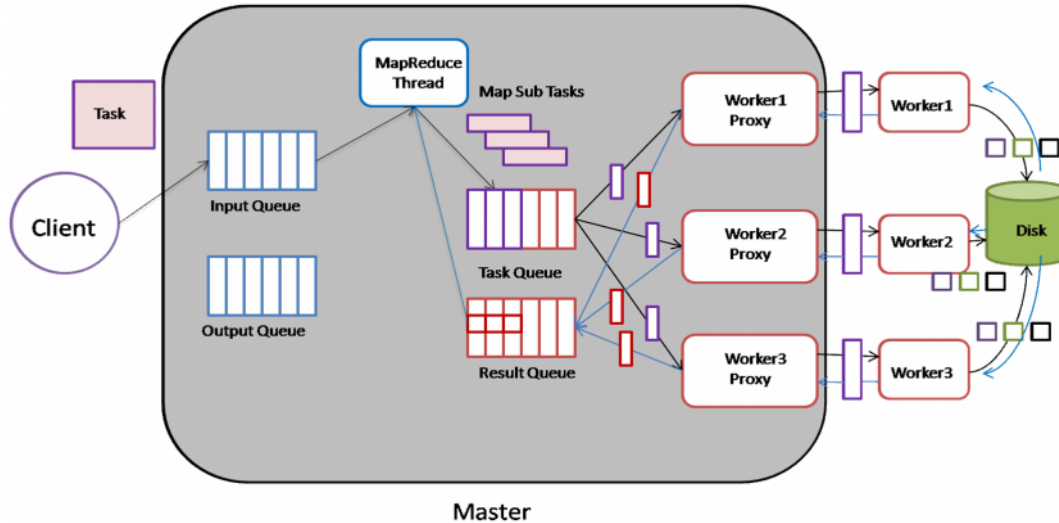 MapReduce
Thread
Task
Map Sub Tasks
Worker1
Proxy
Worker1
Input Queue
Client
Task Queue
Worker2
Proxy
Worker2
Disk
Output Queue
Result Queue
Worker3
Proxy
Worker3
Master